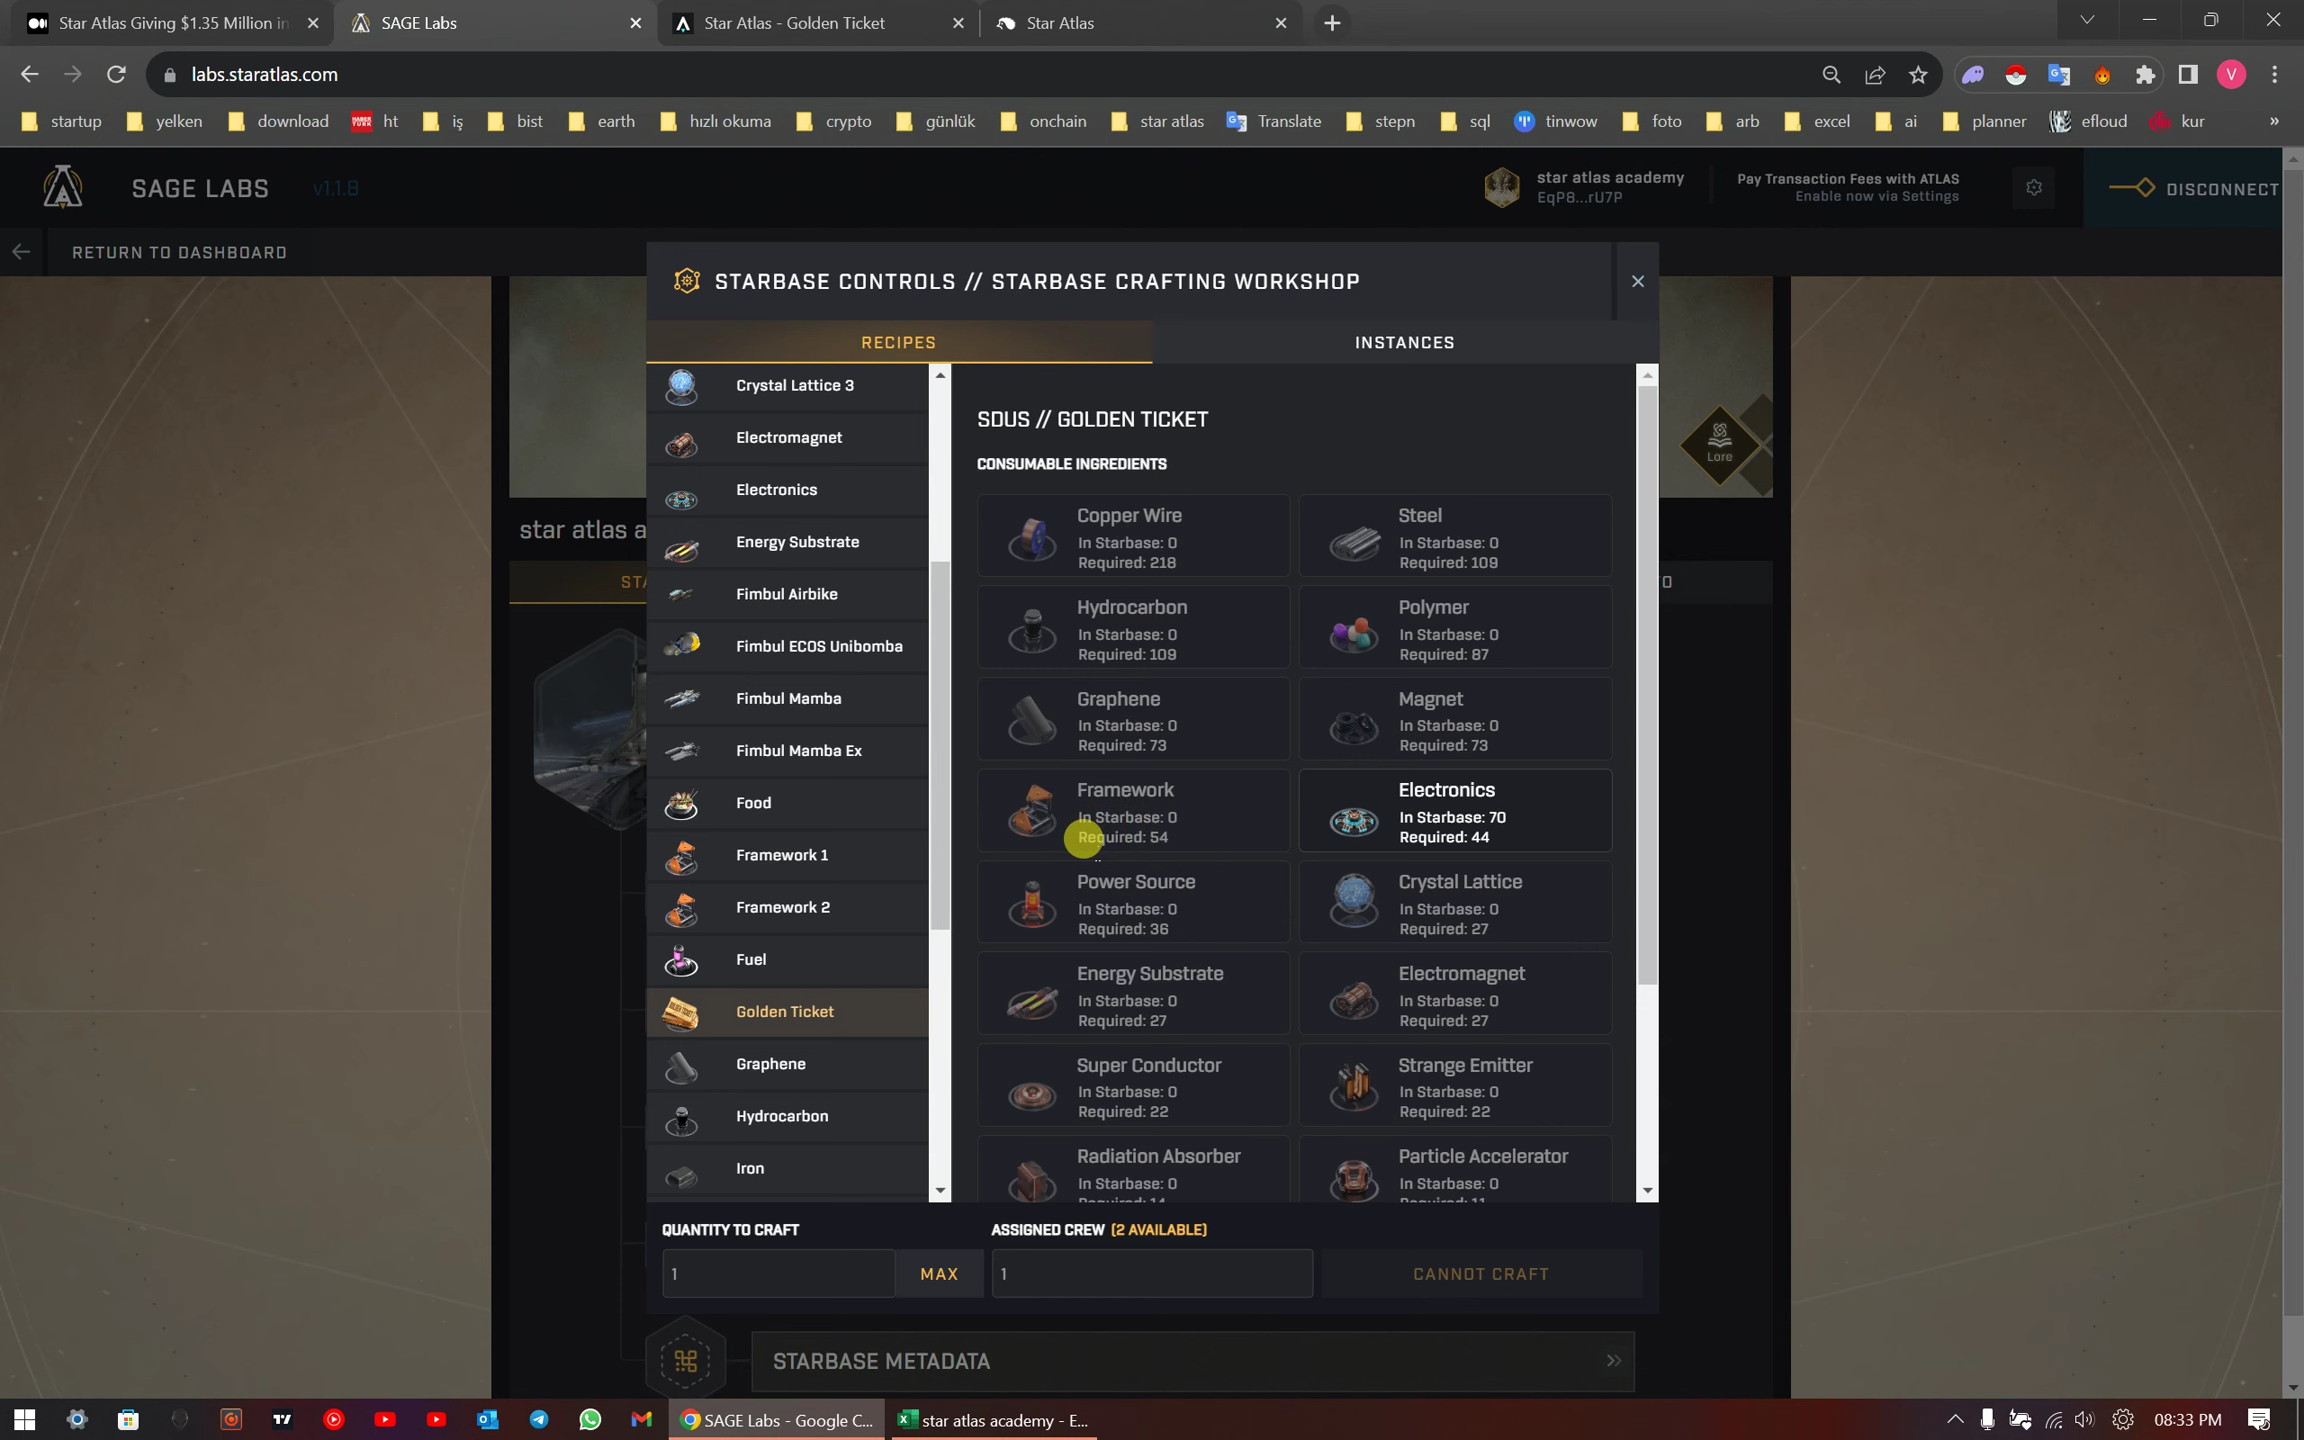 Star Atlas Giving $1.35 Million in
SAGE Labs
Star Atlas - Golden Ticket
Star Atlas
labs.staratlas.com
V
startup
yelken
download
HABER TÜRK
ht
iş
bist
earth
hızlı okuma
crypto
günlük
onchain
star atlas
Translate
stepn
sql
tinwow
foto
arb
excel
ai
planner
efloud
kur
»
SAGE LABS
v1.1.8
star atlas academy
EqP8...rU7P
Pay Transaction Fees with ATLAS
Enable now via Settings
DISCONNECT
RETURN TO DASHBOARD
STARBASE CONTROLS // STARBASE CRAFTING WORKSHOP
RECIPES
INSTANCES
Crystal Lattice 3
Electromagnet
Electronics
Energy Substrate
Fimbul Airbike
Fimbul ECOS Unibomba
Fimbul Mamba
Fimbul Mamba Ex
Food
Framework 1
Framework 2
Fuel
Golden Ticket
Graphene
Hydrocarbon
Iron
SDUS // GOLDEN TICKET
CONSUMABLE INGREDIENTS
Copper Wire
In Starbase: 0
Required: 218
Steel
In Starbase: 0
Required: 109
Hydrocarbon
In Starbase: 0
Required: 109
Polymer
In Starbase: 0
Required: 87
Graphene
In Starbase: 0
Required: 73
Magnet
In Starbase: 0
Required: 73
Framework
In Starbase: 0
Required: 54
Electronics
In Starbase: 70
Required: 44
Power Source
In Starbase: 0
Required: 36
Crystal Lattice
In Starbase: 0
Required: 27
Energy Substrate
In Starbase: 0
Required: 27
Electromagnet
In Starbase: 0
Required: 27
Super Conductor
In Starbase: 0
Required: 22
Strange Emitter
In Starbase: 0
Required: 22
Radiation Absorber
In Starbase: 0
Required: 14
Particle Accelerator
In Starbase: 0
Required: 11
QUANTITY TO CRAFT
1
MAX
ASSIGNED CREW (2 AVAILABLE)
1
CANNOT CRAFT
Lore
star atlas a
STA
O
STARBASE METADATA
SAGE Labs - Google C...
star atlas academy - E...
08:33 PM